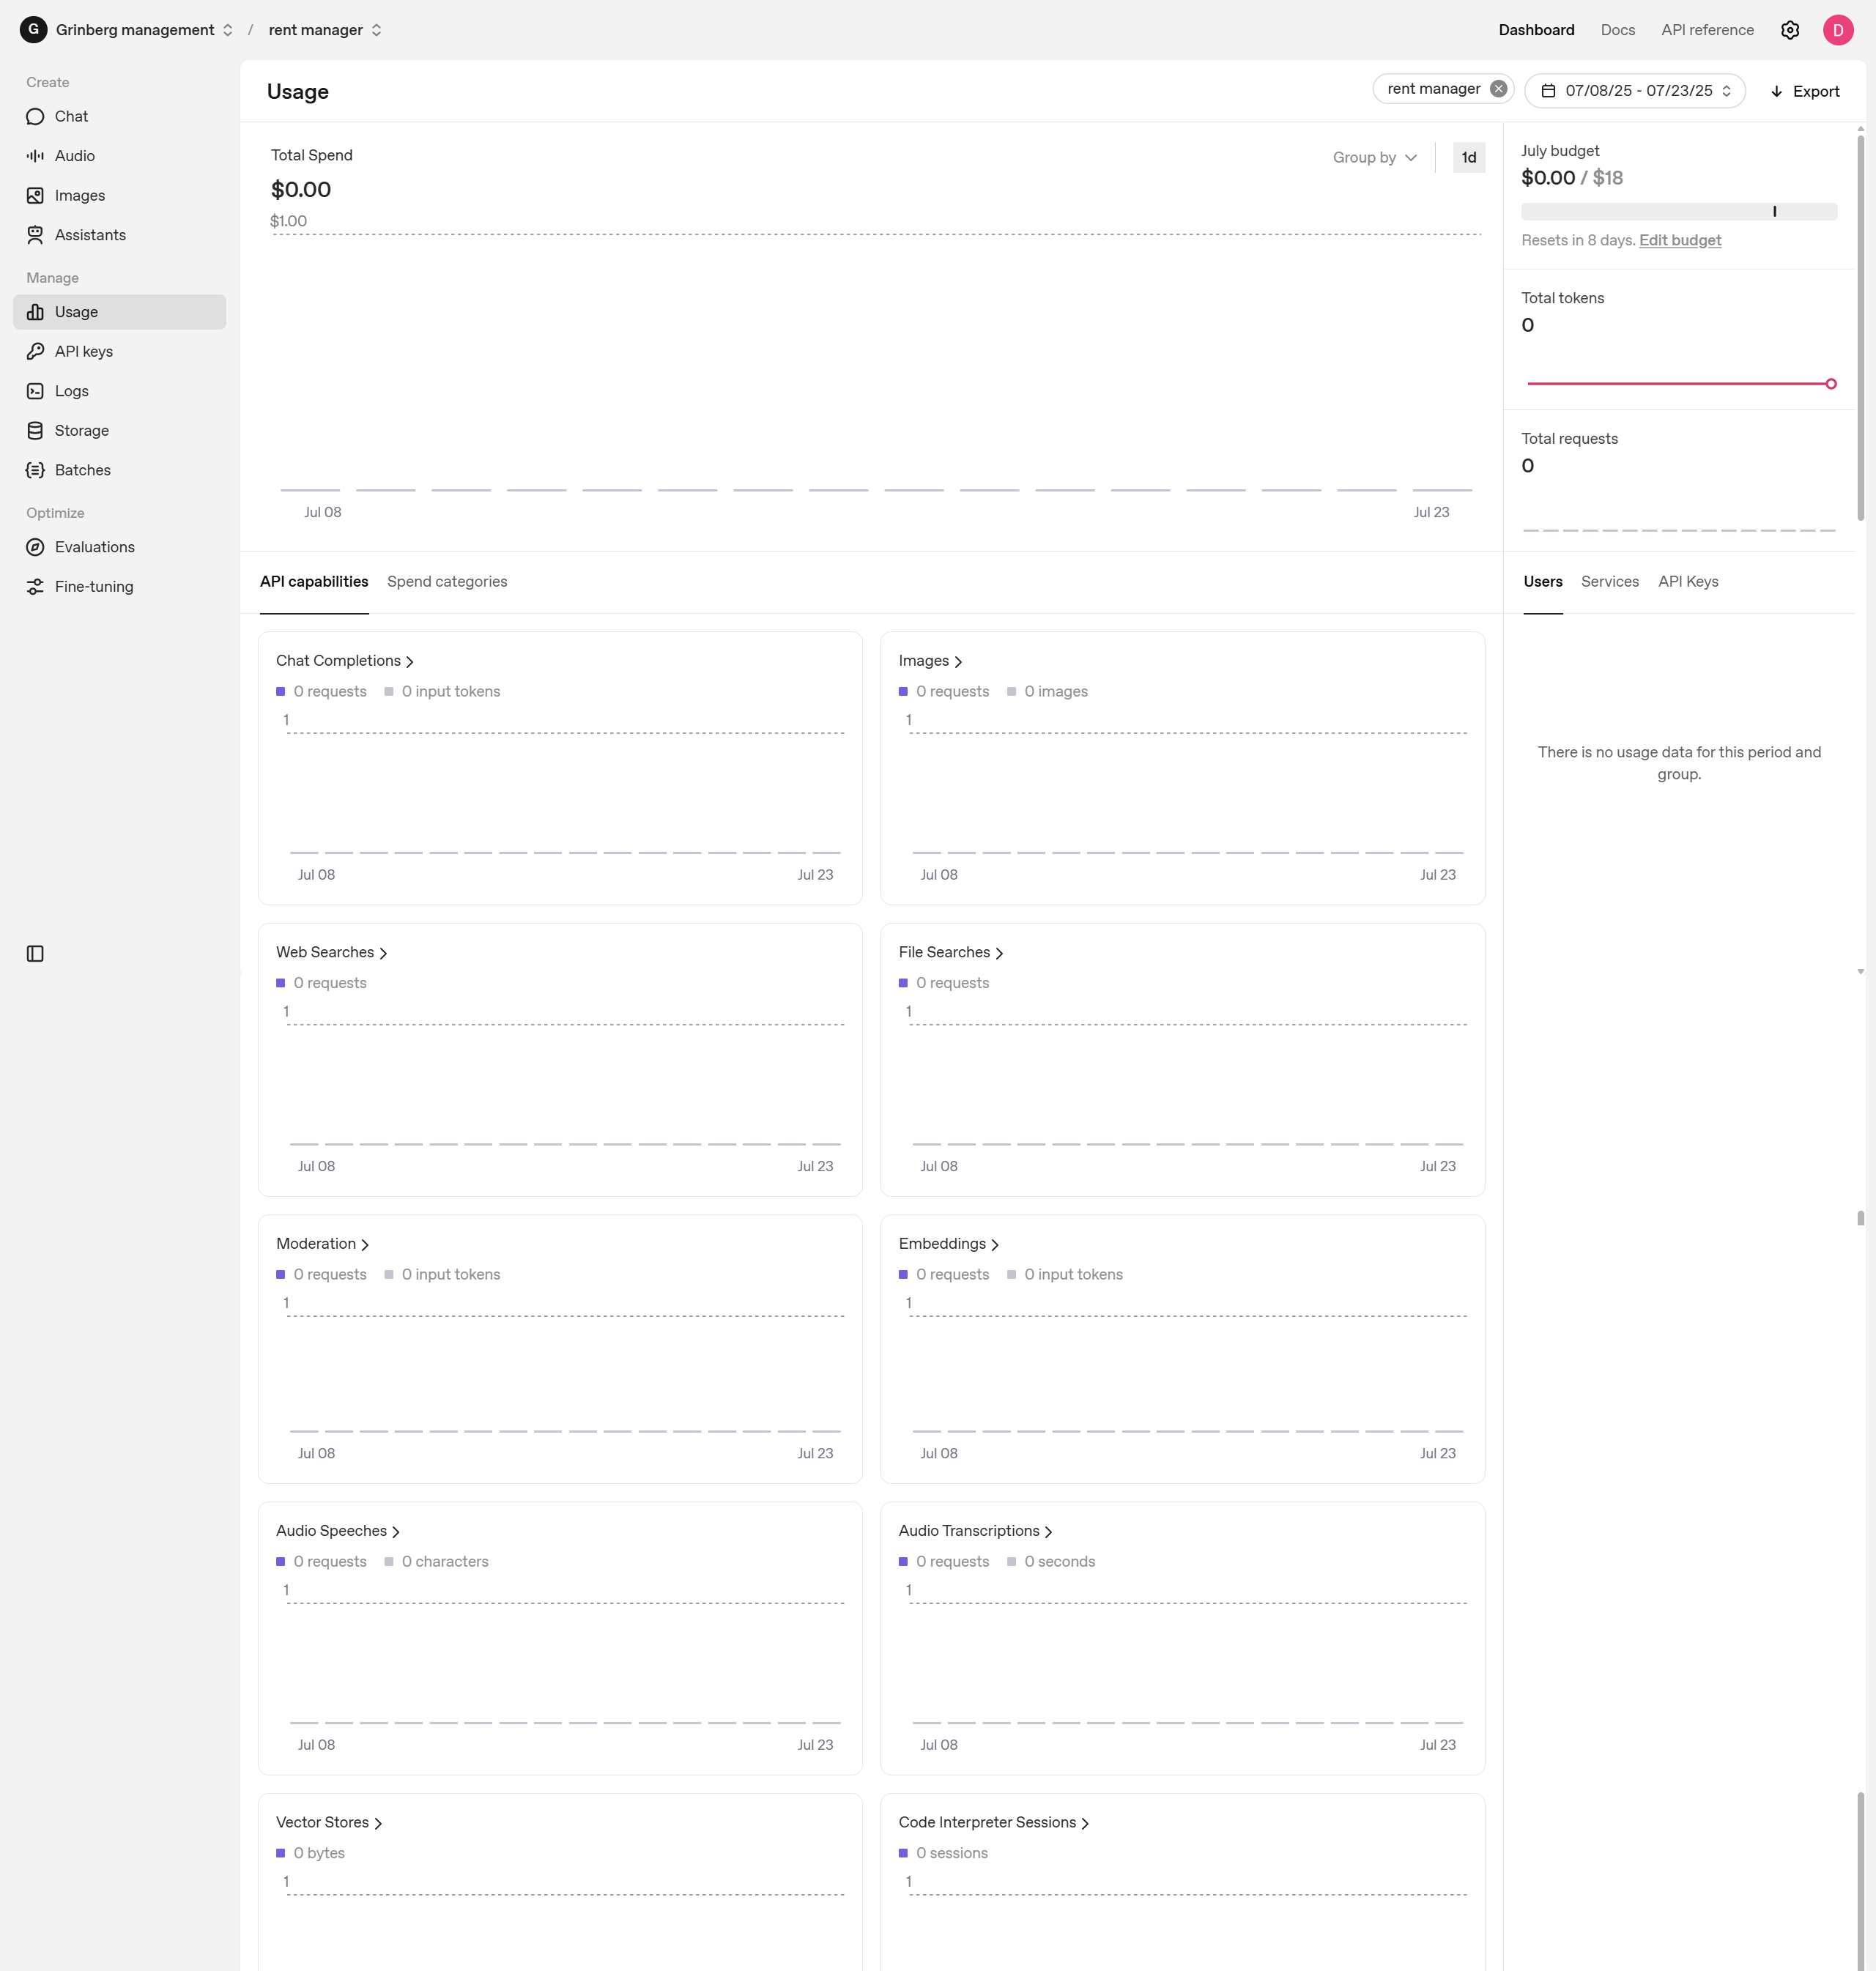 G Grinberg management / rent manager
Dashboard Docs API reference D
Create
Chat
Audio
Images
Assistants
Manage
Usage
API keys
Logs
Storage
Batches
Optimize
Evaluations
Fine-tuning
Usage
rent manager 07/08/25 - 07/23/25 Export
Total Spend
$0.00
Group by 1d
$1.00
Jul 08 Jul 23
July budget
$0.00 / $18
Resets in 8 days. Edit budget
Total tokens
0
Total requests
0
API capabilities Spend categories
Users Services API Keys
There is no usage data for this period and
group.
Chat Completions
0 requests 0 input tokens
1
Jul 08 Jul 23
Images
0 requests 0 images
1
Jul 08 Jul 23
Web Searches
0 requests
1
Jul 08 Jul 23
File Searches
0 requests
1
Jul 08 Jul 23
Moderation
0 requests 0 input tokens
1
Jul 08 Jul 23
Embeddings
0 requests 0 input tokens
1
Jul 08 Jul 23
Audio Speeches
0 requests 0 characters
1
Jul 08 Jul 23
Audio Transcriptions
0 requests 0 seconds
1
Jul 08 Jul 23
Vector Stores
0 bytes
1
Code Interpreter Sessions
0 sessions
1